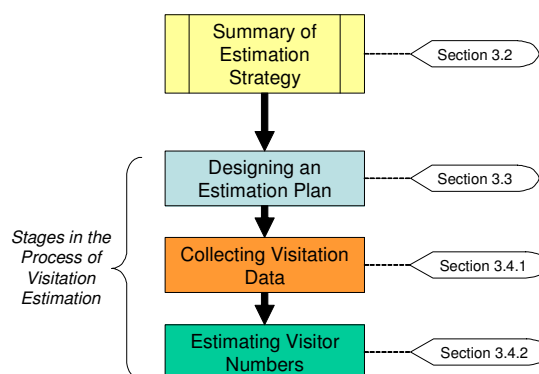 Summary of
Estimation
Strategy
Section 3.2
Designing an
Estimation Plan
Section 3.3
Stages in the
Process of
Visitation
Estimation
Collecting Visitation
Data
Section 3.4.1
Estimating Visitor
Numbers
Section 3.4.2